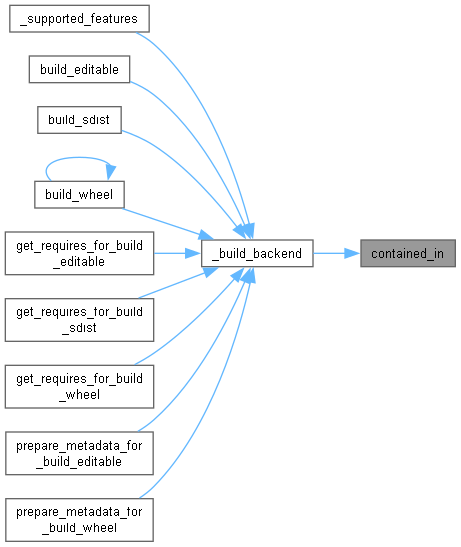 _supported_features
build_editable
build_sdist
build_wheel
get_requires_for_build
_editable
_build_backend
contained_in
get_requires_for_build
_sdist
get_requires_for_build
_wheel
prepare_metadata_for
_build_editable
prepare_metadata_for
_build_wheel